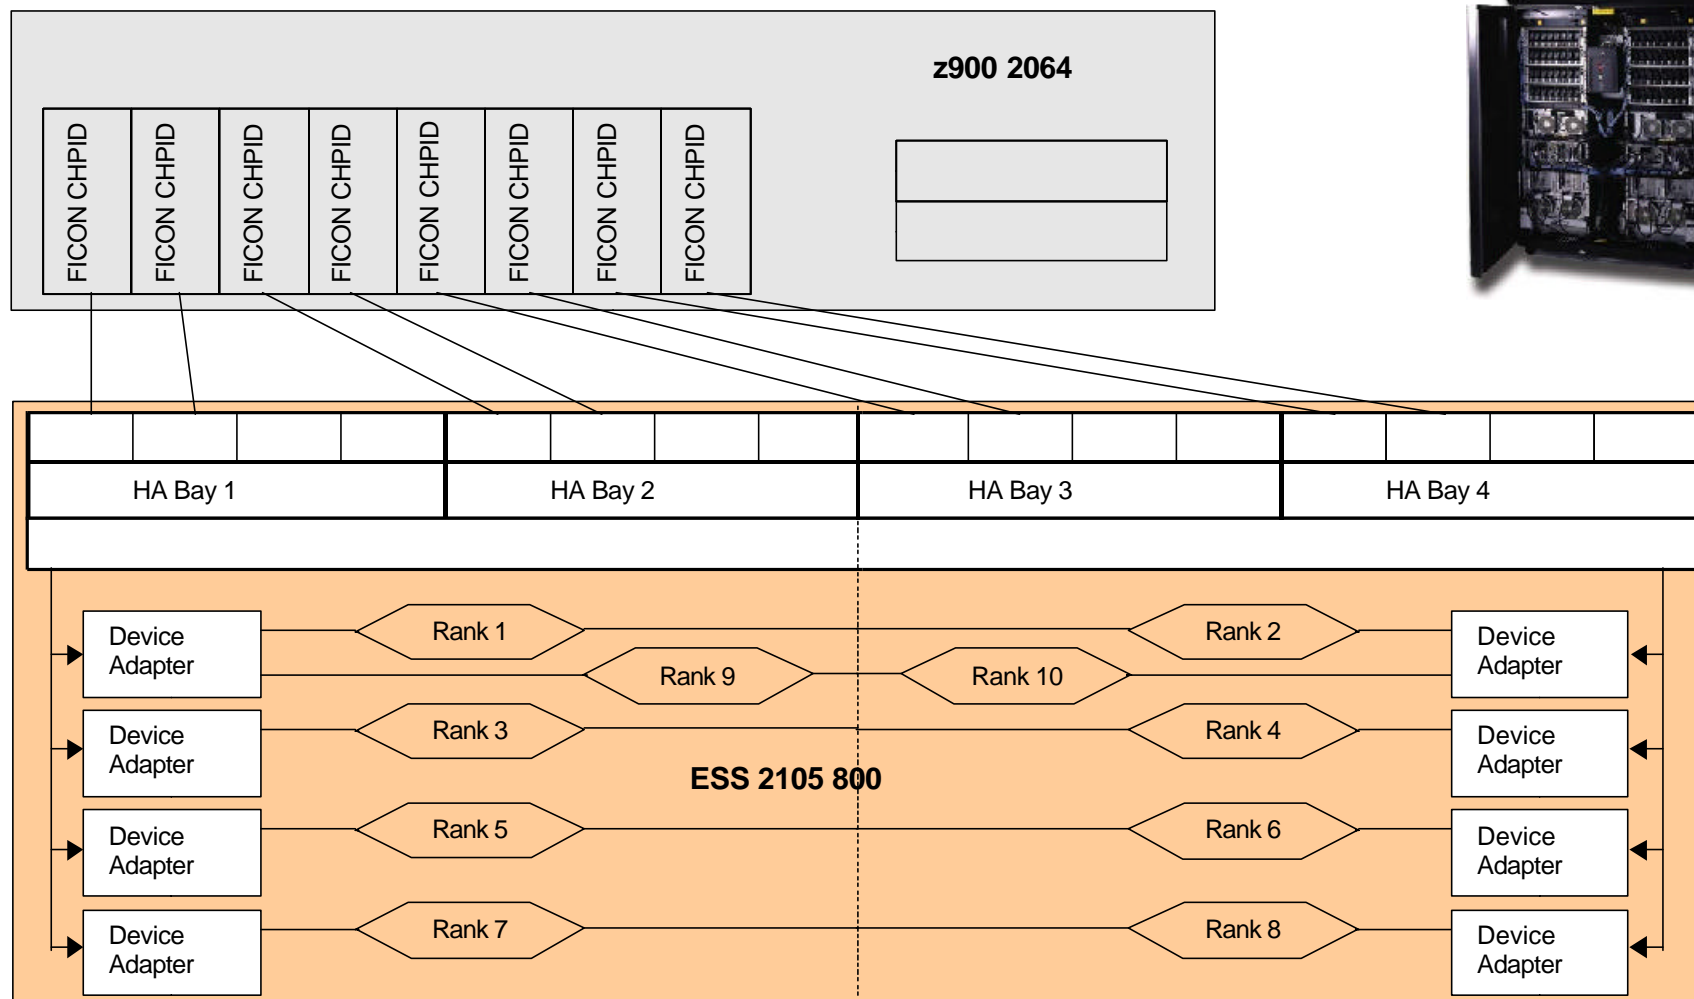 z900 2064
FICON CHPID
FICON CHPID
FICON CHPID
FICON CHPID
FICON CHPID
FICON CHPID
FICON CHPID
FICON CHPID
HA Bay 1
HA Bay 2
HA Bay 3
HA Bay 4
Device
Adapter
Rank 1
Rank 2
Device
Adapter
Rank 9
Rank 10
Device
Adapter
Rank 3
Rank 4
Device
Adapter
ESS 2105 800
Device
Adapter
Rank 5
Rank 6
Device
Adapter
Device
Adapter
Rank 7
Rank 8
Device
Adapter